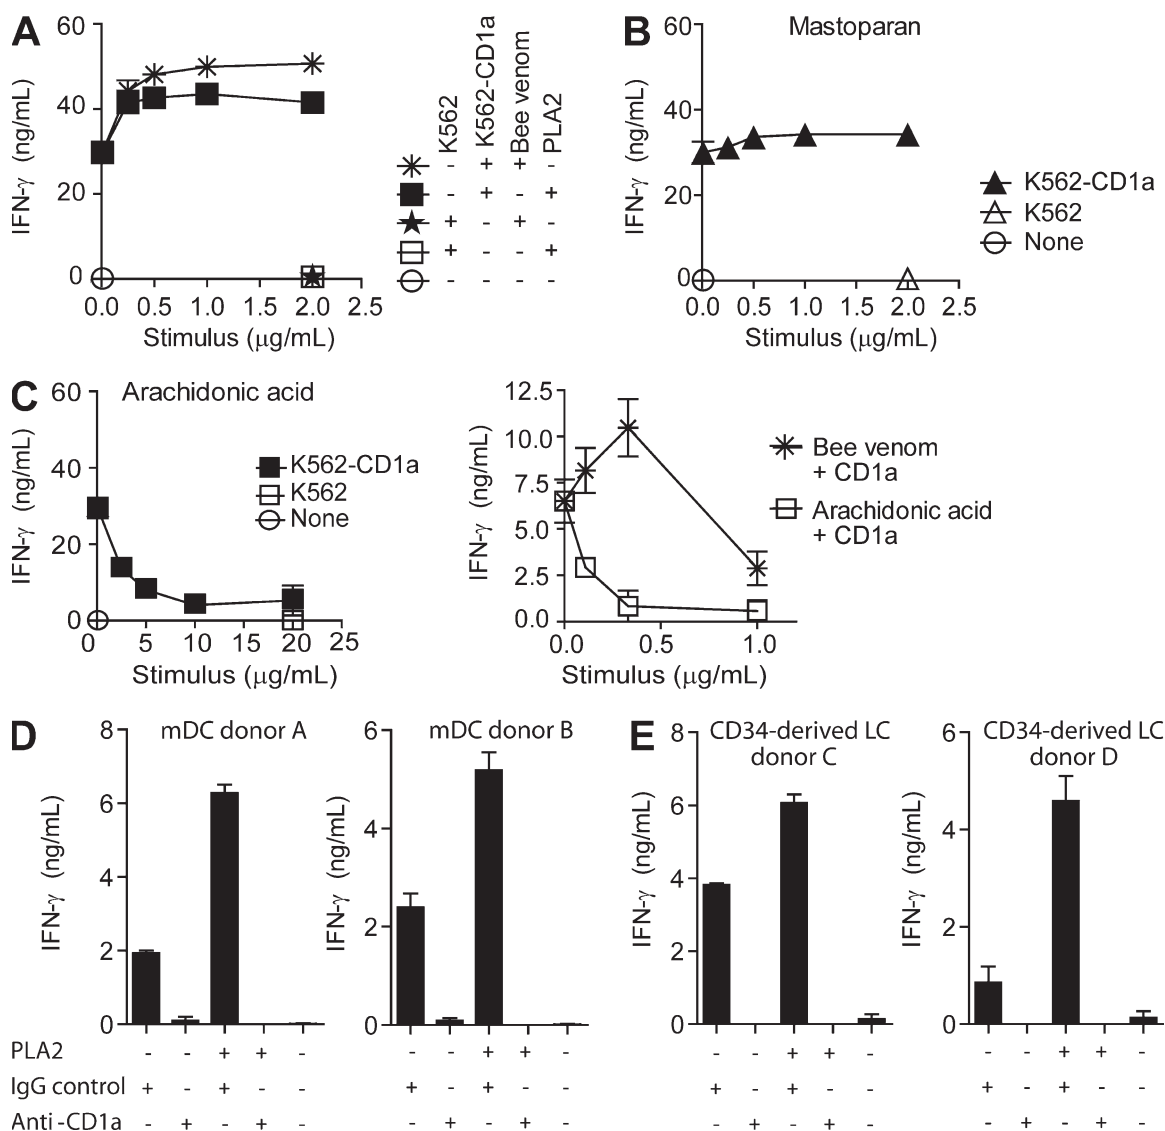 A
60
40
20
0
IFN-γ (ng/mL)
0.0 0.5 1.0 1.5 2.0 2.5
Stimulus (μg/mL)
K562
K562-CD1a
Bee venom
PLA2
- + + -
- + - +
+ - + -
+ - - +
- - - -
B
Mastoparan
60
40
20
0
IFN-γ (ng/mL)
0.0 0.5 1.0 1.5 2.0 2.5
Stimulus (μg/mL)
K562-CD1a
K562
None
C
Arachidonic acid
60
40
20
0
IFN-γ (ng/mL)
0 5 10 15 20 25
Stimulus (μg/mL)
K562-CD1a
K562
None
12.5
10.0
7.5
5.0
2.5
0.0
IFN-γ (ng/mL)
0.0 0.5 1.0
Stimulus (μg/mL)
Bee venom
+ CD1a
Arachidonic acid
+ CD1a
D
mDC donor A
8
6
4
2
0
IFN-γ (ng/mL)
mDC donor B
6
4
2
0
IFN-γ (ng/mL)
E
CD34-derived LC
donor C
8
6
4
2
0
IFN-γ (ng/mL)
CD34-derived LC
donor D
6
4
2
0
IFN-γ (ng/mL)
PLA2 - - + + - - - + + - - - + + - - - + + -
IgG control + - + - - + - + - - + - + - - + - + - -
Anti-CD1a - + - + - - + - + - - + - + - - + - + -